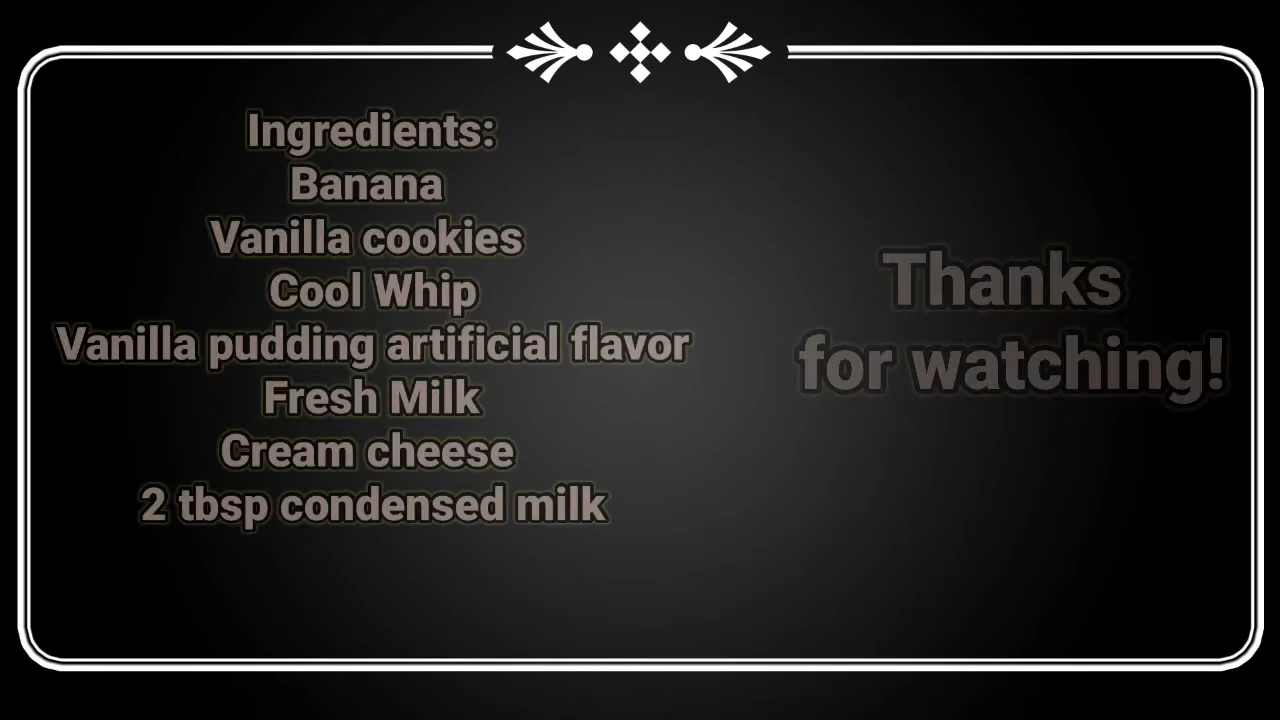 Ingredients:
Banana
Vanilla cookies
Cool Whip
Vanilla pudding artificial flavor
Fresh Milk
Cream cheese
2 tbsp condensed milk
Thanks
for watching!